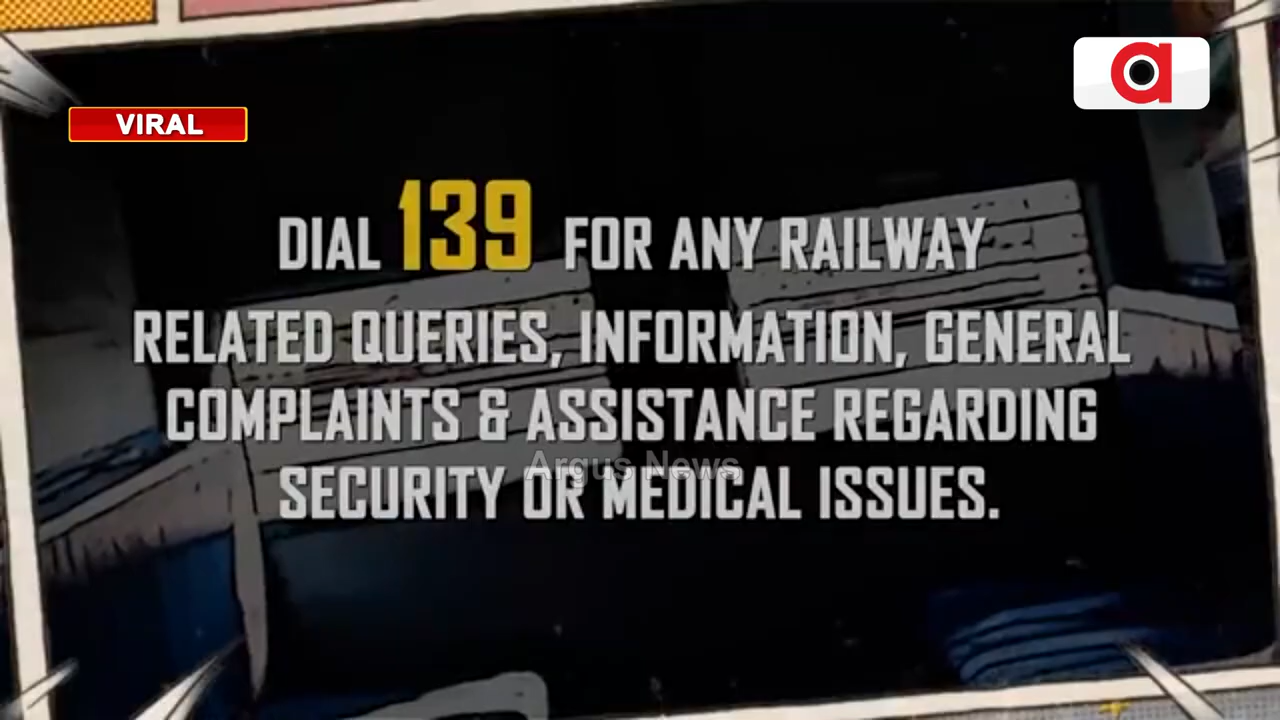 VIRAL
DIAL 139 FOR ANY RAILWAY
RELATED QUERIES, INFORMATION, GENERAL
COMPLAINTS & ASSISTANCE REGARDING
SECURITY OR MEDICAL ISSUES.
Argus News